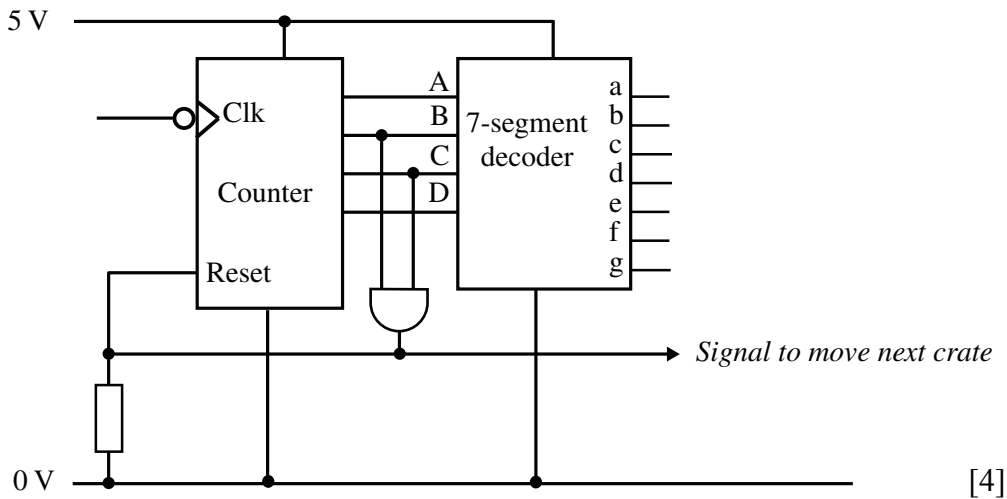 5 V
A
a
Clk
B
7-segment
b
decoder
c
C
d
Counter
D
e
f
Reset
g
Signal to move next crate
0 V
[4]